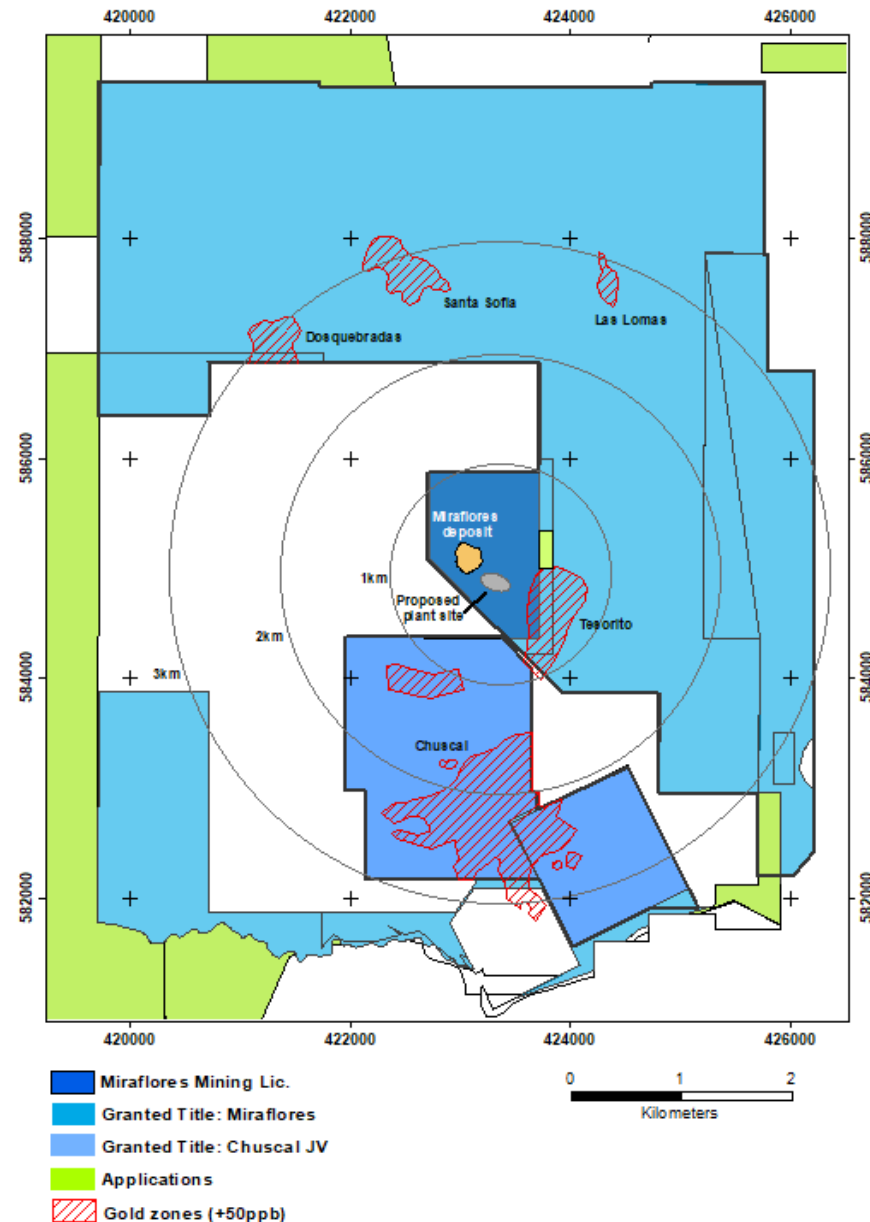 420000 422000 424000 426000
588000 588000
Santa Sofia
Las Lomas
Dosquebradas
586000 586000
Miraflores
deposit
1km
Proposed
plant site
Tesorito
2km
584000 584000
3km
Chuscal
582000 582000
420000 422000 424000 426000
Miraflores Mining Lic.
0 1 2
Granted Title: Miraflores
Kilometers
Granted Title: Chuscal JV
Applications
Gold zones (+50ppb)